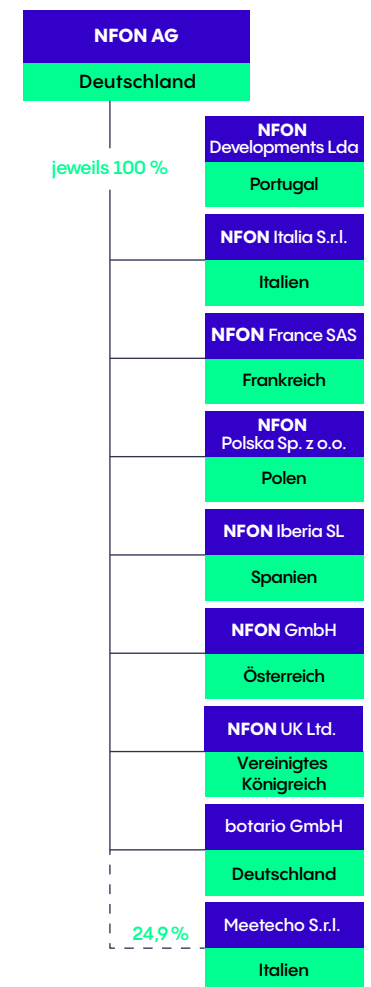 NFON AG
Deutschland
jeweils 100 %
NFON
Developments Lda
Portugal
NFON Italia S.r.l.
Italien
NFON France SAS
Frankreich
NFON
Polska Sp. z o.o.
Polen
NFON Iberia SL
Spanien
NFON GmbH
Österreich
NFON UK Ltd.
Vereinigtes
Königreich
botario GmbH
Deutschland
24,9 %
Meetecho S.r.l.
Italien